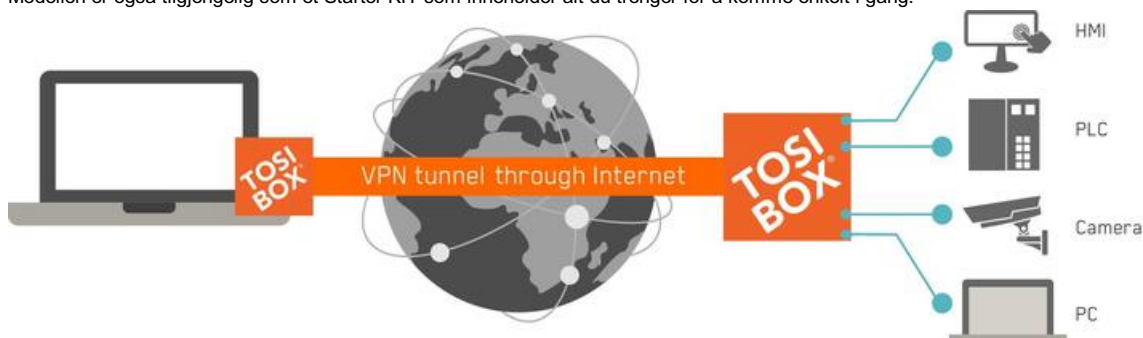 Modellen er også tilgjengelig som et Starter KIT som inneholder alt du trenger for å komme enkelt i gang.
HMI
PLC
TOSI
BOX
VPN tunnel through Internet
TOSI
BOX®
Camera
PC